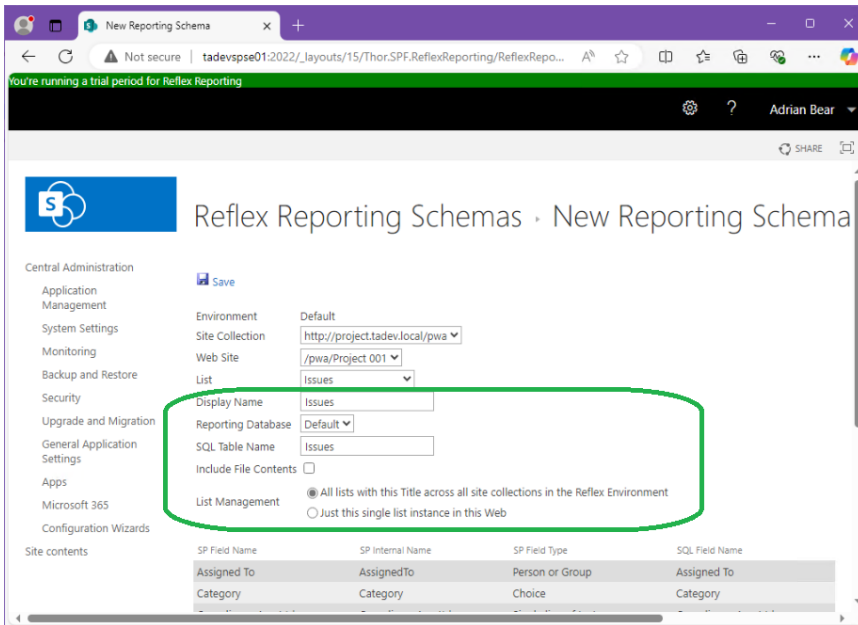 New Reporting Schema
Not secure | tadevspse01:2022/_layouts/15/Thor.SPF.ReflexReporting/ReflexRepo...
You're running a trial period for Reflex Reporting
? Adrian Bear
SHARE
S
Reflex Reporting Schemas › New Reporting Schema
Central Administration
Application
Management
System Settings
Monitoring
Backup and Restore
Security
Upgrade and Migration
General Application
Settings
Apps
Microsoft 365
Configuration Wizards
Site contents
Save
Environment Default
Site Collection http://project.tadev.local/pwa
Web Site /pwa/Project 001
List Issues
Display Name Issues
Reporting Database Default
SQL Table Name Issues
Include File Contents
List Management
All lists with this Title across all site collections in the Reflex Environment
Just this single list instance in this Web
SP Field Name SP Internal Name SP Field Type SQL Field Name
Assigned To AssignedTo Person or Group Assigned To
Category Category Choice Category